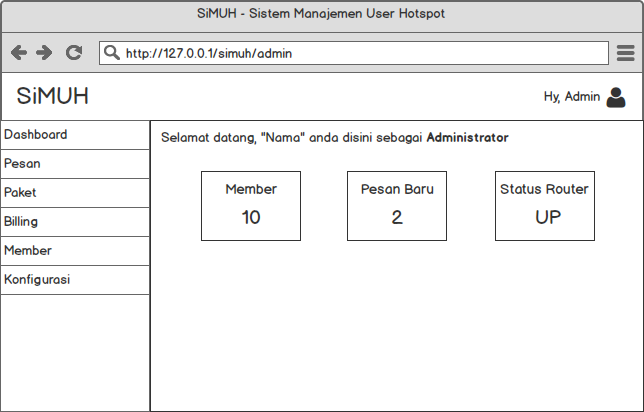 SiMUH - Sistem Manajemen User Hotspot
http://127.0.0.1/simuh/admin
SiMUH
Hy, Admin
Dashboard
Pesan
Paket
Billing
Member
Konfigurasi
Selamat datang, "Nama" anda disini sebagai Administrator
Member
10
Pesan Baru
2
Status Router
UP